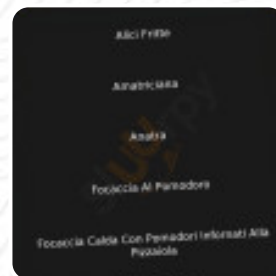 Alici Fritte
Amatriciana
Anatra
Focaccia Al Pomodoro
Focaccia Calda Con Pomodori Infornati Alla
Pizzaiola